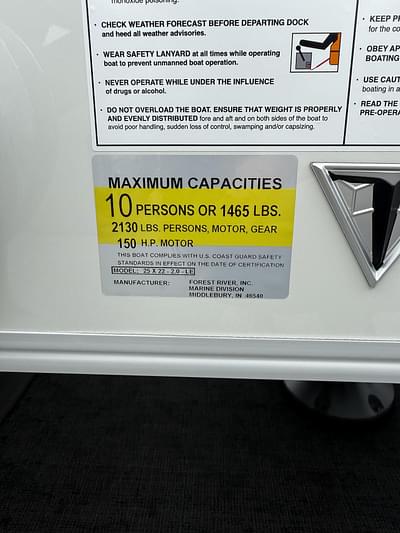 monoxide poisoning.
· CHECK WEATHER FORECAST BEFORE DEPARTING DOCK
and heed all weather advisories.
· WEAR SAFETY LANYARD at all times while operating
boat to prevent unmanned boat operation.
· NEVER OPERATE WHILE UNDER THE INFLUENCE
of drugs or alcohol.
· DO NOT OVERLOAD THE BOAT. ENSURE THAT WEIGHT IS PROPERLY
AND EVENLY DISTRIBUTED fore and aft and on both sides of the boat to
avoid poor handling, sudden loss of control, swamping and/or capsizing.
· KEEP
for the
· OBEY
BOATING
· USE
boating in
· READ THE
PRE-OPERA
MAXIMUM CAPACITIES
10 PERSONS OR 1465 LBS.
2130 LBS. PERSONS, MOTOR, GEAR
150 H.P. MOTOR
THIS BOAT COMPLIES WITH U.S. COAST GUARD SAFETY
STANDARDS IN EFFECT ON THE DATE OF CERTIFICATION
MODEL: 25 X 22 - 2.0 - LE
MANUFACTURER: FOREST RIVER, INC.
MARINE DIVISION
MIDDLEBURY, IN 46540